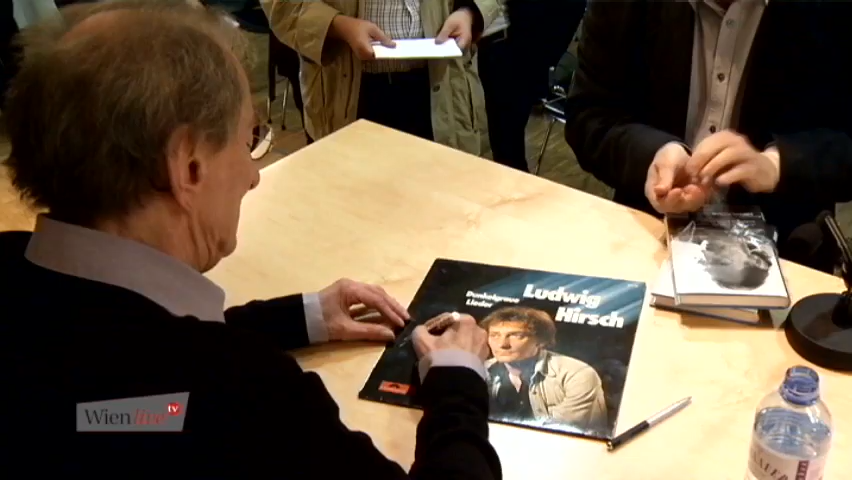 Dunkelgraue
Lieder
Ludwig
Hirsch
Wien live tv